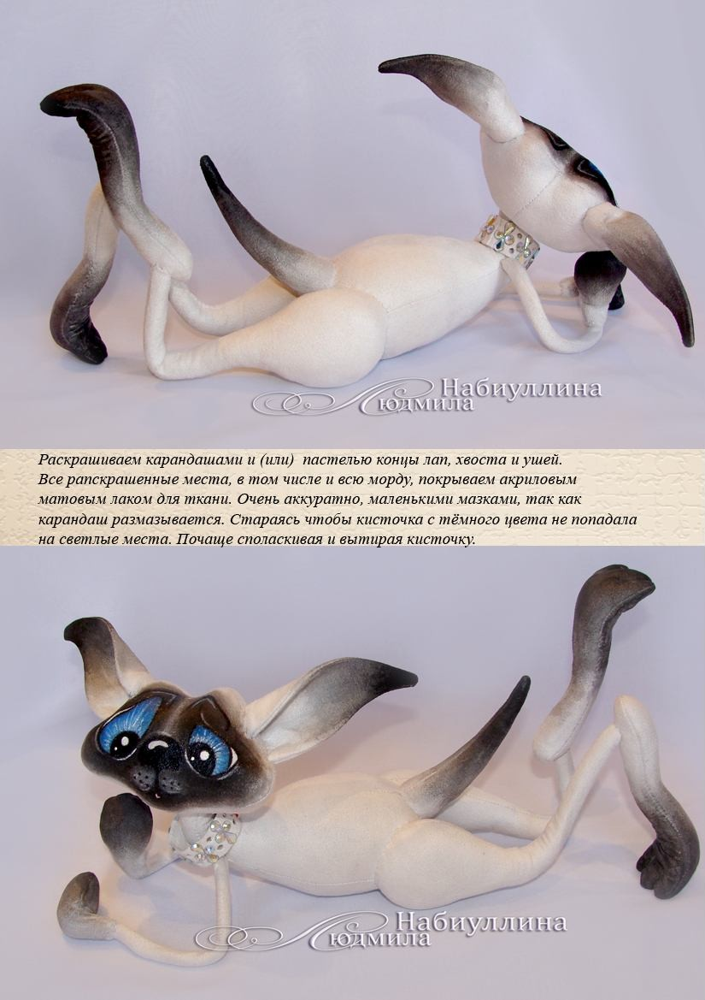 Набиуллина
Людмила
Раскрашиваем карандашами и (или) пастелью концы лап, хвоста и ушей.
Все рапскрашенные места, в том числе и всю морду, покрываем акриловым
матовым лаком для ткани. Очень аккуратно, маленькими мазками, так как
карандаш размазывается. Стараясь чтобы кисточка с тёмного цвета не попадала
на светлые места. Почаще споласкивая и вытирая кисточку.
Набиуллина
Людмила